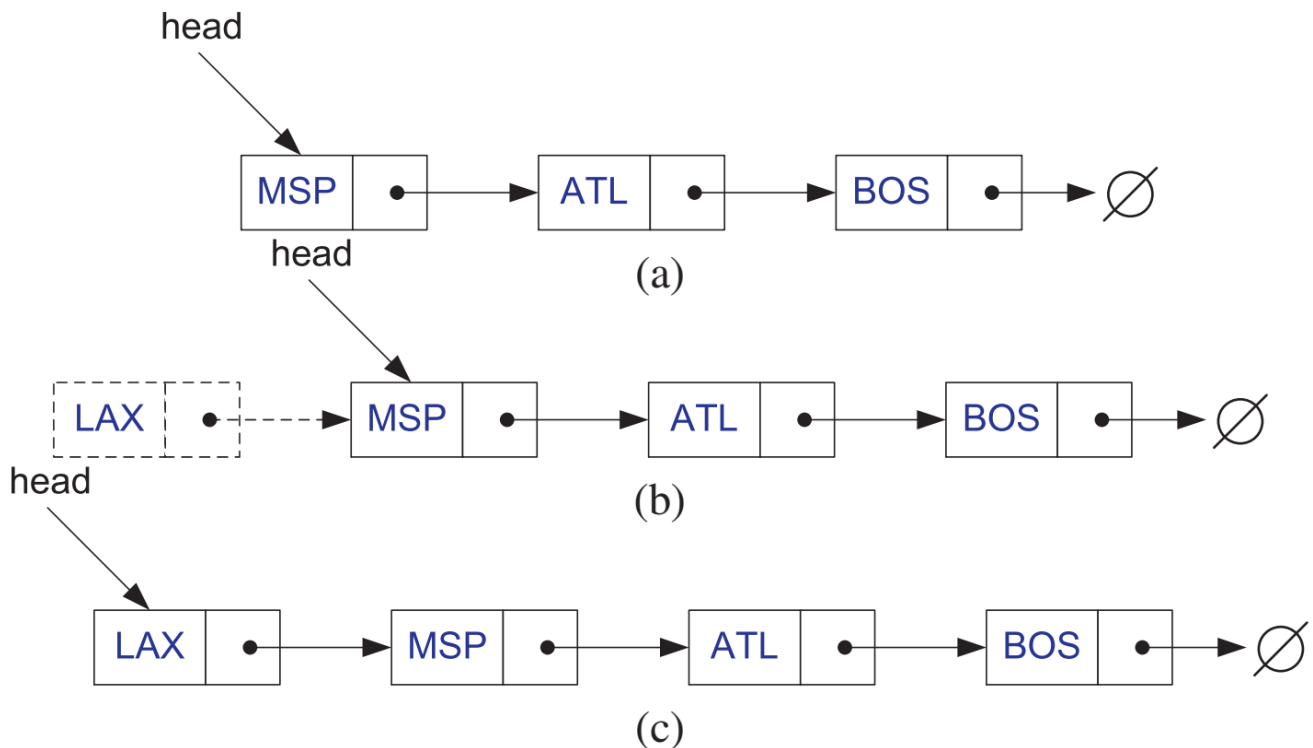 head
MSP ATL BOS
head
(a)
LAX MSP ATL BOS
head
(b)
LAX MSP ATL BOS
(c)